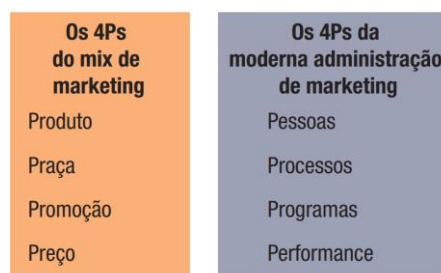 Os 4Ps
do mix de
marketing
Produto
Praça
Promoção
Preço
Os 4Ps da
moderna administração
de marketing
Pessoas
Processos
Programas
Performance